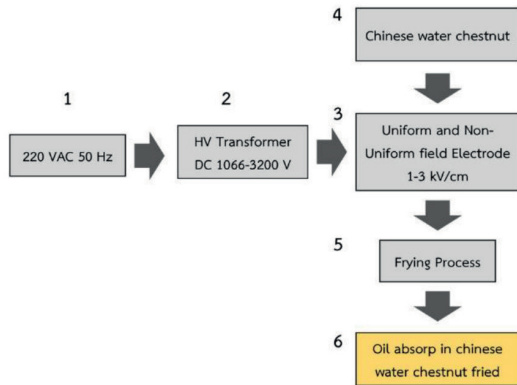 4
Chinese water chestnut
1
2
3
220 VAC 50 Hz
HV Transformer
DC 1066-3200 V
Uniform and Non-
Uniform field Electrode
1-3 kV/cm
5
Frying Process
6
Oil absorp in chinese
water chestnut fried